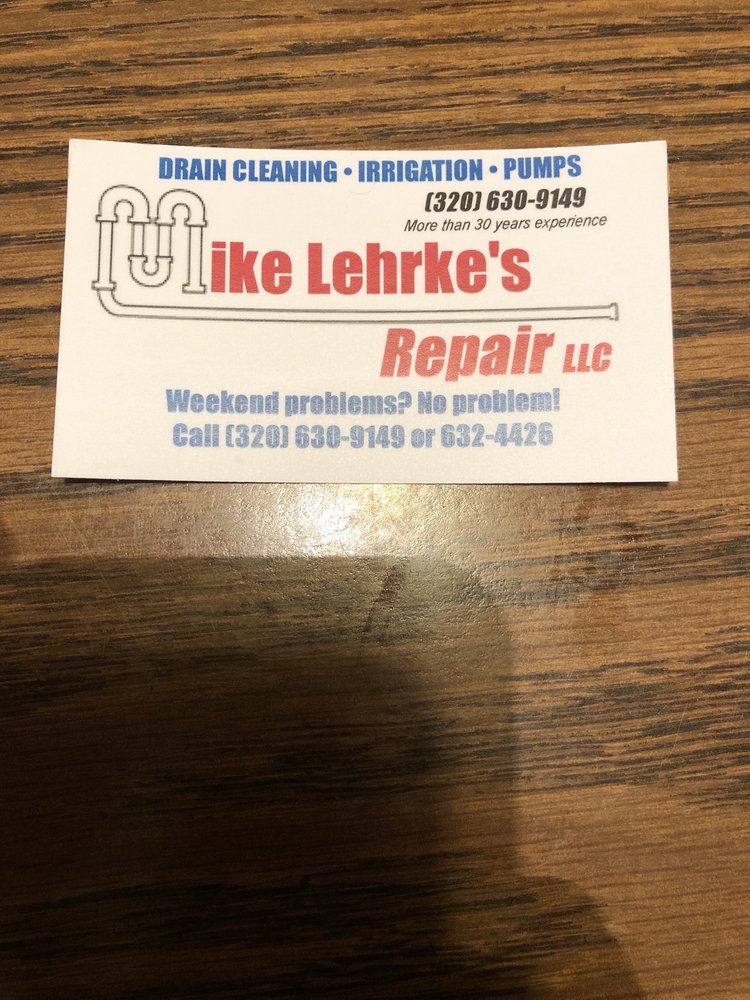 DRAIN CLEANING • IRRIGATION • PUMPS
(320) 630-9149
More than 30 years experience
Mike Lehrke's
Repair LLC
Weekend problems? No problem!
Call (320) 630-9149 or 632-4426